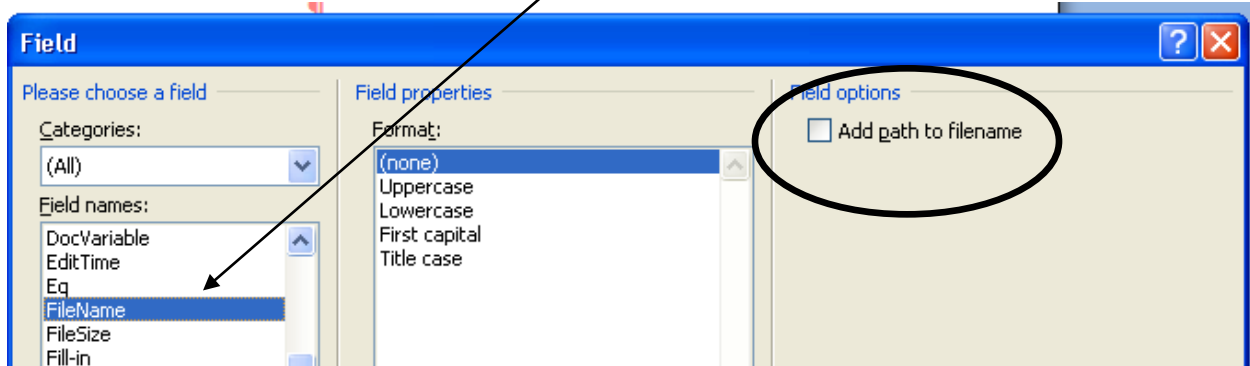 ¶
Field
Please choose a field
Categories:
(All)
Field names:
DocVariable
EditTime
Eq
FileName
FileSize
Fill-in
Field properties
Format:
(none)
Uppercase
Lowercase
First capital
Title case
Field options
Add path to filename